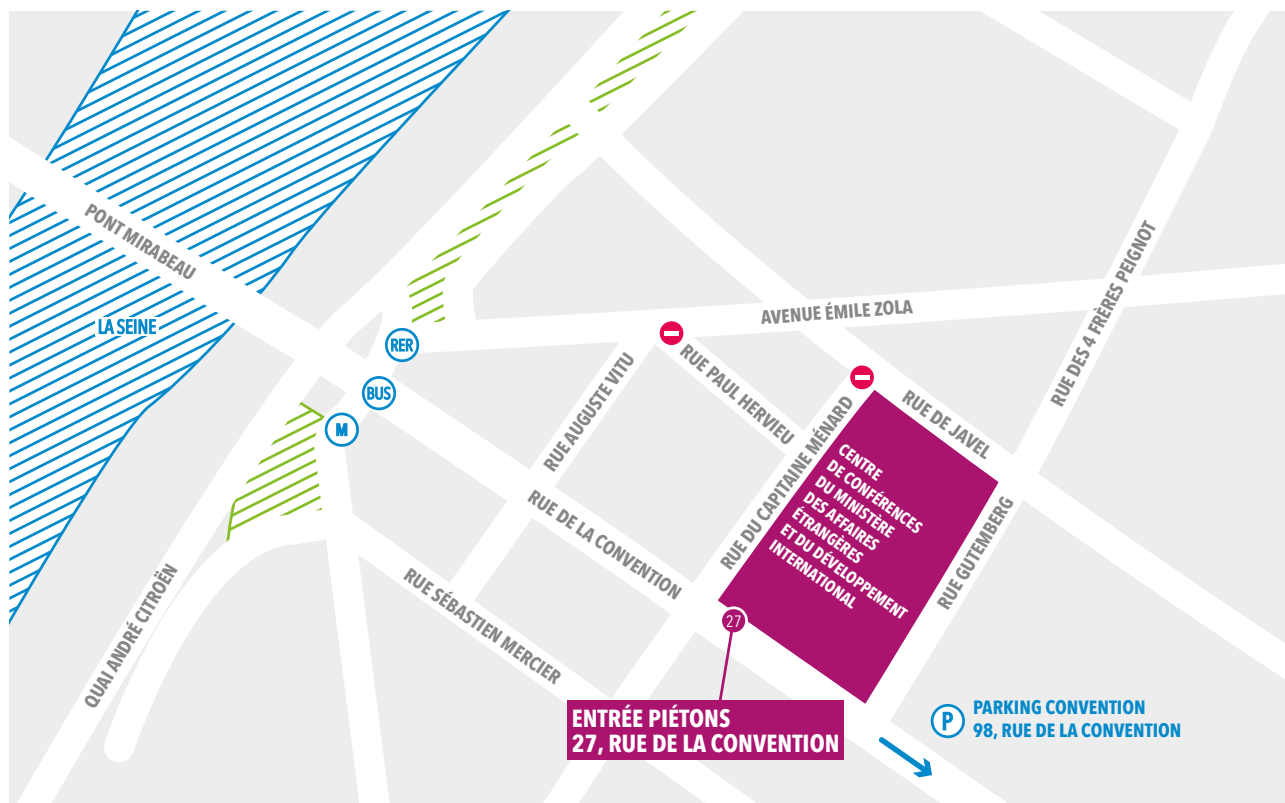 PONT MIRABEAU
LA SEINE
RER
BUS
M
AVENUE ÉMILE ZOLA
RUE DES 4 FRÈRES PEIGNOT
RUE AUGUSTE VITU
RUE PAUL HERVIEU
RUE DU CAPITAINE MÉNARD
RUE DE JAVEL
CENTRE
DE CONFÉRENCES
DU MINISTÈRE
DES AFFAIRES
ÉTRANGÈRES
ET DU DÉVELOPPEMENT
INTERNATIONAL
RUE GUTEMBERG
RUE DE LA CONVENTION
RUE SÉBASTIEN MERCIER
QUAI ANDRÉ CITROËN
27
ENTRÉE PIÉTONS
27, RUE DE LA CONVENTION
P
PARKING CONVENTION
98, RUE DE LA CONVENTION